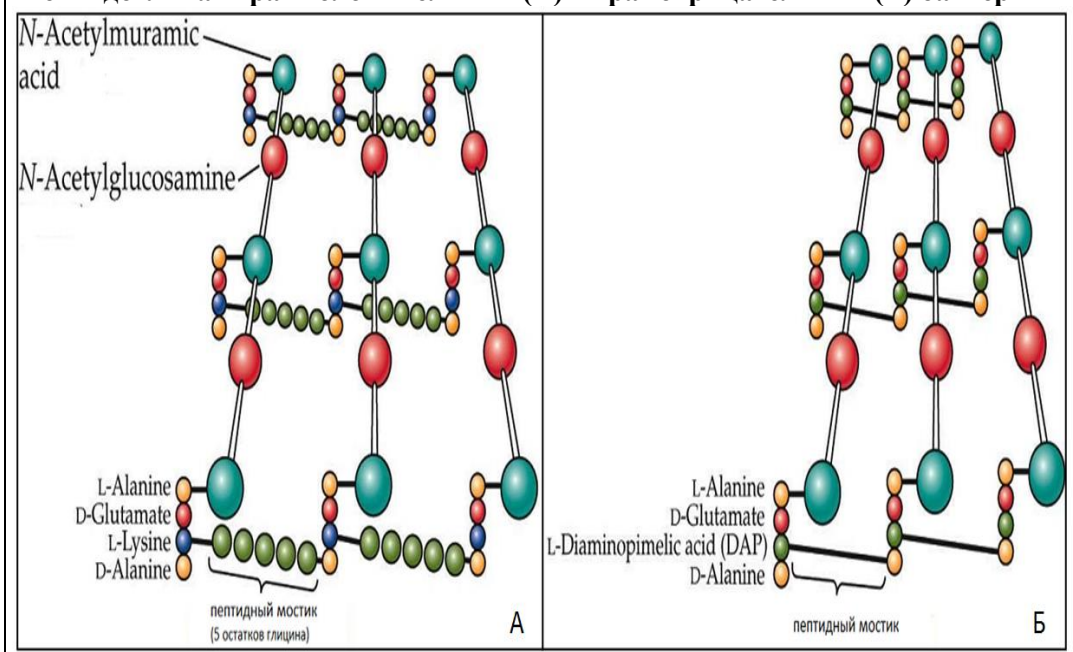 N-Acetylmuramic
acid
N-Acetylglucosamine
L-Alanine
D-Glutamate
L-Lysine
D-Alanine
пептидный мостик
(5 остатков глицина)
А
L-Alanine
D-Glutamate
L-Diaminopimelic acid (DAP)
D-Alanine
пептидный мостик
Б